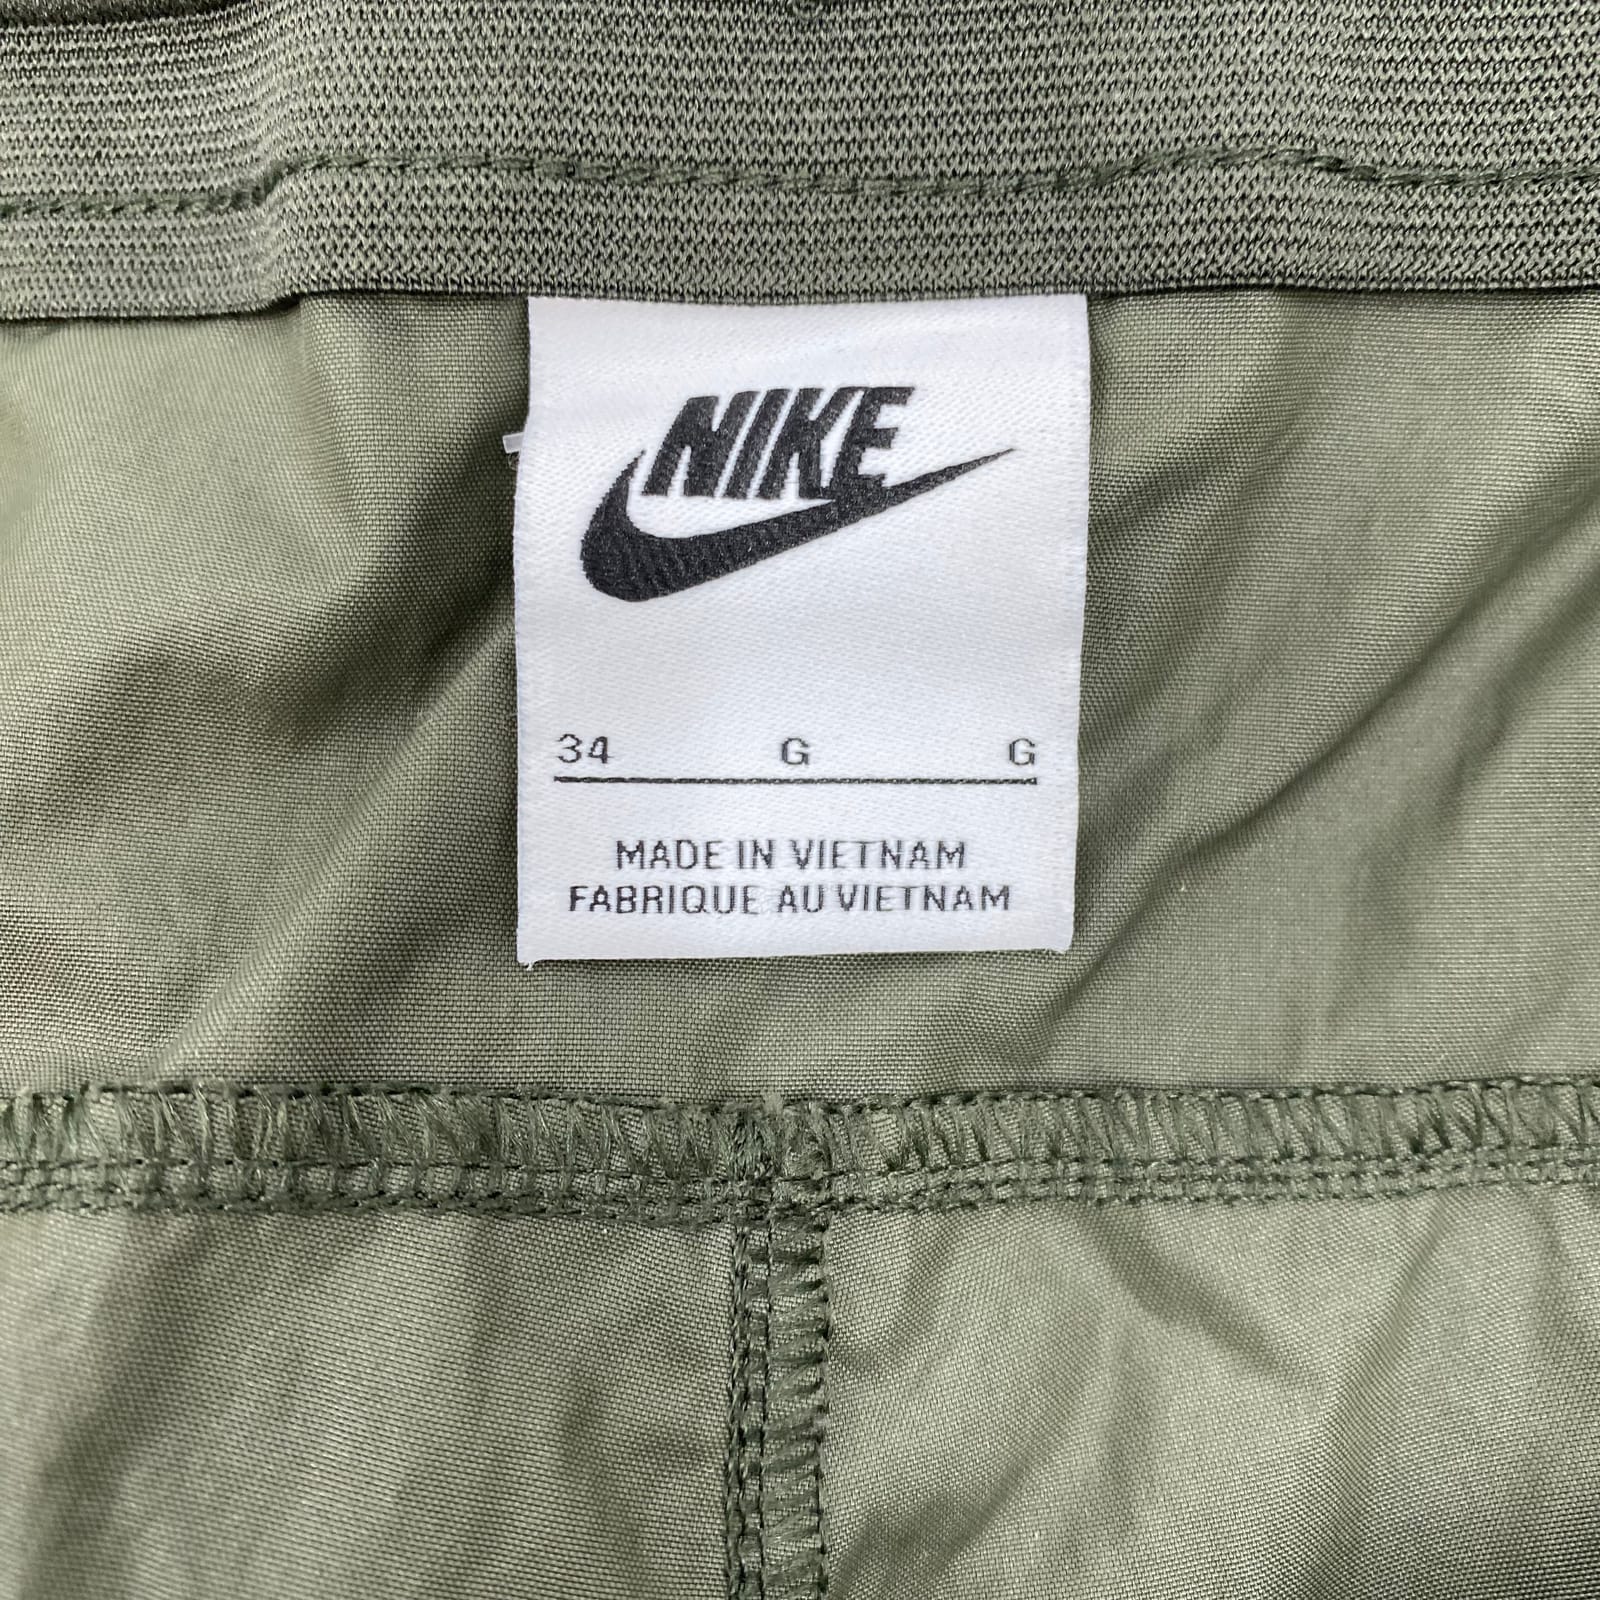 NIKE
34 G G
MADE IN VIETNAM
FABRIQUE AU VIETNAM